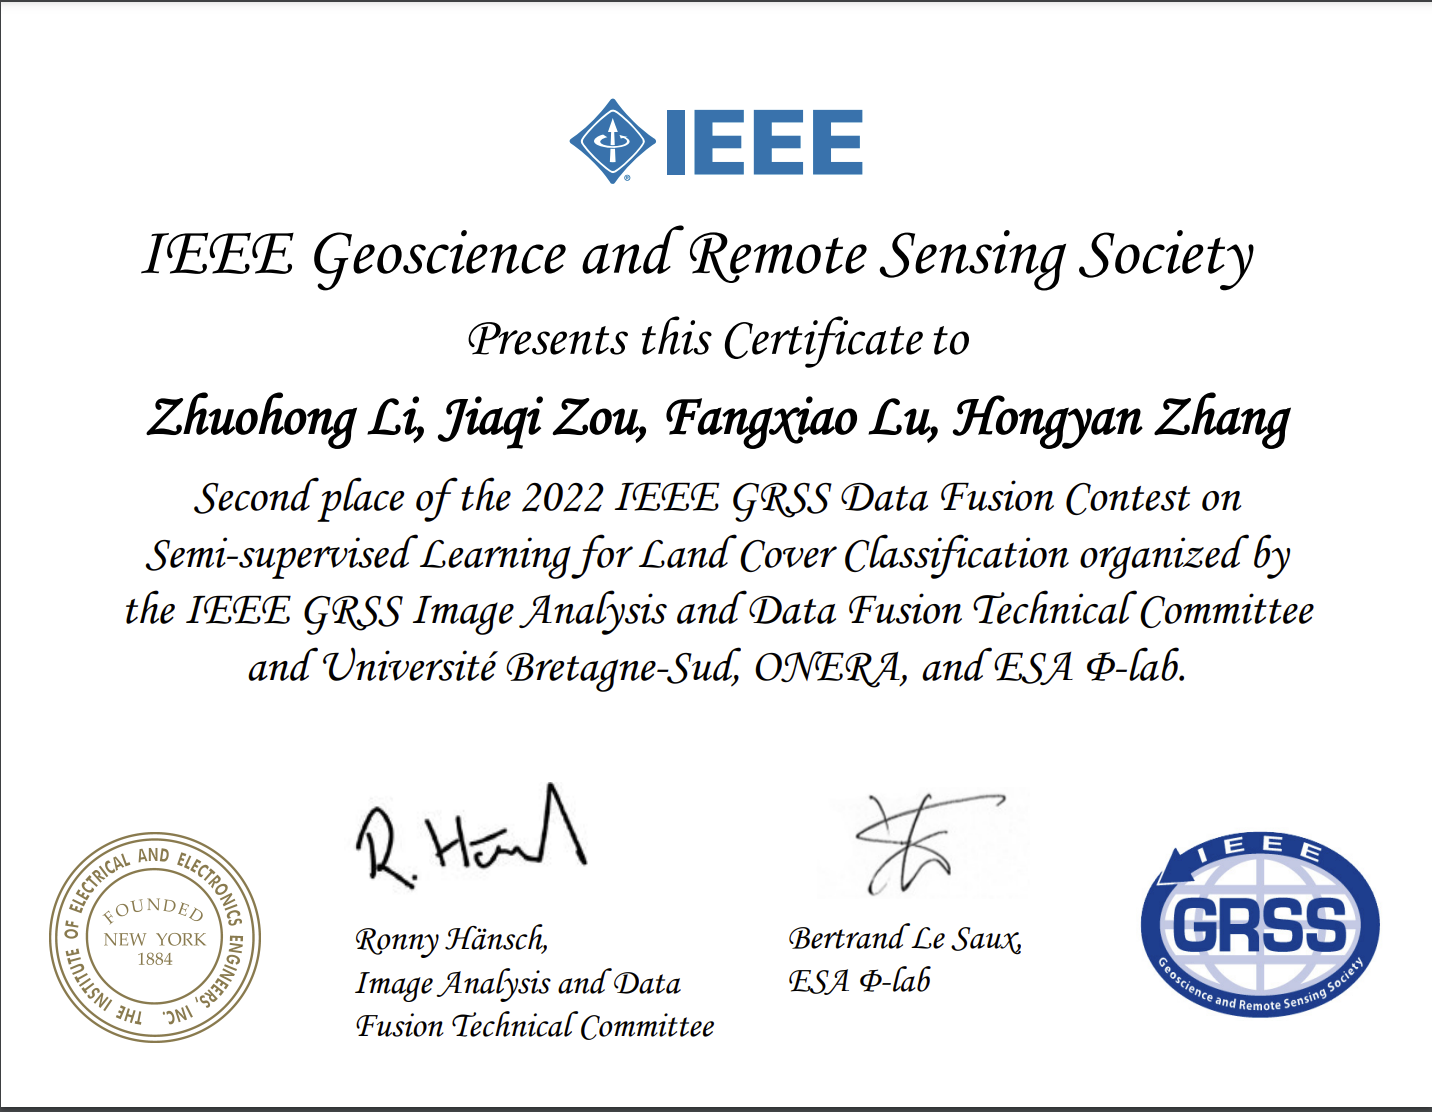 IEEE
IEEE Geoscience and Remote Sensing Society
Presents this Certificate to
Zhuohong Li, Jiaqi Zou, Fangxiao Lu, Hongyan Zhang
Second place of the 2022 IEEE GRSS Data Fusion Contest on
Semi-supervised Learning for Land Cover Classification organized by
the IEEE GRSS Image Analysis and Data Fusion Technical Committee
and Université Bretagne-Sud, ONERA, and ESA Φ-lab.
THE INSTITUTE OF ELECTRICAL AND ELECTRONICS ENGINEERS, INC.
FOUNDED
NEW YORK
1884
R. Hänsch
Ronny Hänsch,
Image Analysis and Data
Fusion Technical Committee
Bertrand Le Saux,
ESA Φ-lab
IEEE
GRSS
Geoscience and Remote Sensing Society